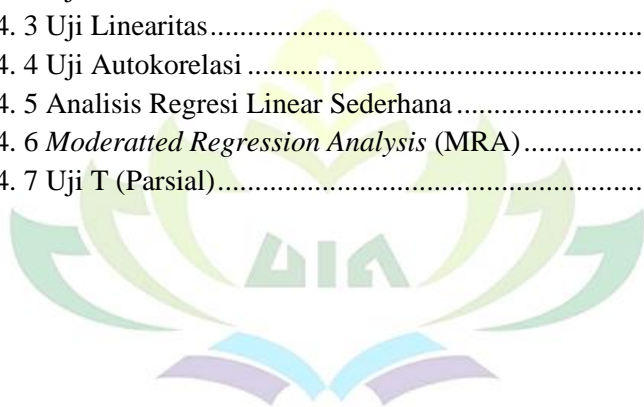 4. 3 Uji Linearitas........................................................................
4. 4 Uji Autokorelasi..................................................................
4. 5 Analisis Regresi Linear Sederhana...............................
4. 6 Moderatted Regression Analysis (MRA)....................
4. 7 Uji T (Parsial).......................................................................
UIN